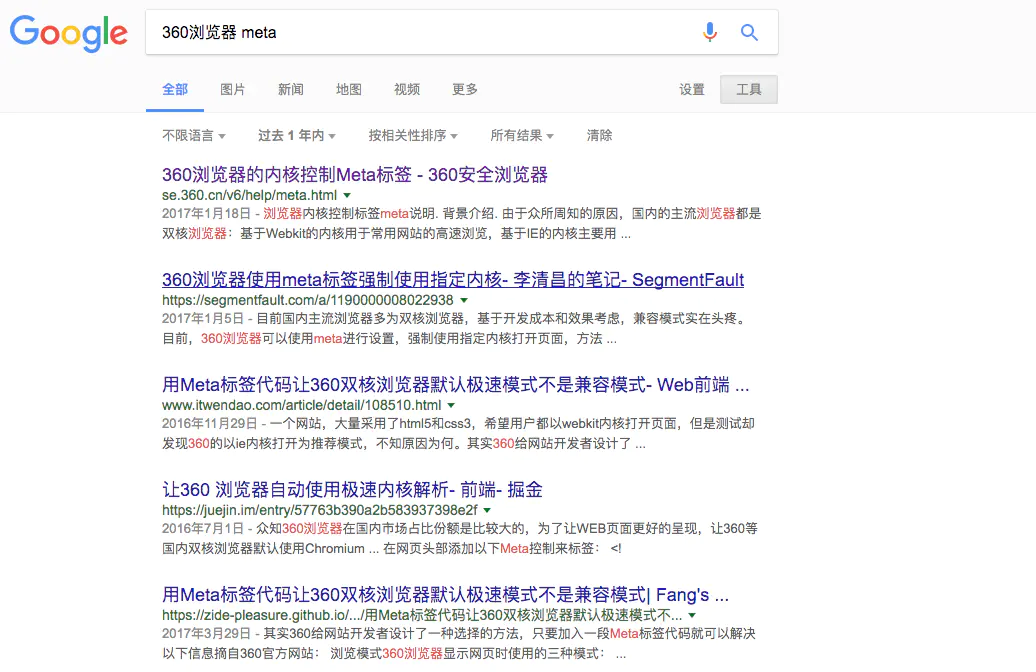 Google
360浏览器 meta
全部 图片 新闻 地图 视频 更多 设置 工具
不限语言 过去 1 年内 按相关性排序 所有结果 清除
360浏览器的内核控制Meta标签 - 360安全浏览器
se.360.cn/v6/help/meta.html
2017年1月18日 - 浏览器内核控制标签meta说明. 背景介绍. 由于众所周知的原因，国内的主流浏览器都是
双核浏览器：基于Webkit的内核用于常用网站的高速浏览，基于IE的内核主要用 ...
360浏览器使用meta标签强制使用指定内核- 李清昌的笔记- SegmentFault
https://segmentfault.com/a/1190000008022938
2017年1月5日 - 目前国内主流浏览器多为双核浏览器，基于开发成本和效果考虑，兼容模式实在头疼。
目前，360浏览器可以使用meta进行设置，强制使用指定内核打开页面，方法 ...
用Meta标签代码让360双核浏览器默认极速模式不是兼容模式- Web前端 ...
www.itwendao.com/article/detail/108510.html
2016年11月29日 - 一个网站，大量采用了html5和css3，希望用户都以webkit内核打开页面，但是测试却
发现360的以ie内核打开为推荐模式，不知原因为何。其实360给网站开发者设计了 ...
让360 浏览器自动使用极速内核解析- 前端- 掘金
https://juejin.im/entry/57763b390a2b583937398e2f
2016年7月1日 - 众知360浏览器在国内市场占比份额是比较大的，为了让WEB页面更好的呈现，让360等
国内双核浏览器默认使用Chromium ... 在网页头部添加以下Meta控制来标签： <!
用Meta标签代码让360双核浏览器默认极速模式不是兼容模式| Fang's ...
https://zide-pleasure.github.io/.../用Meta标签代码让360双核浏览器默认极速模式不...
2017年3月29日 - 其实360给网站开发者设计了一种选择的方法，只要加入一段Meta标签代码就可以解决
以下信息摘自360官方网站： 浏览模式360浏览器显示网页时使用的三种模式： ...